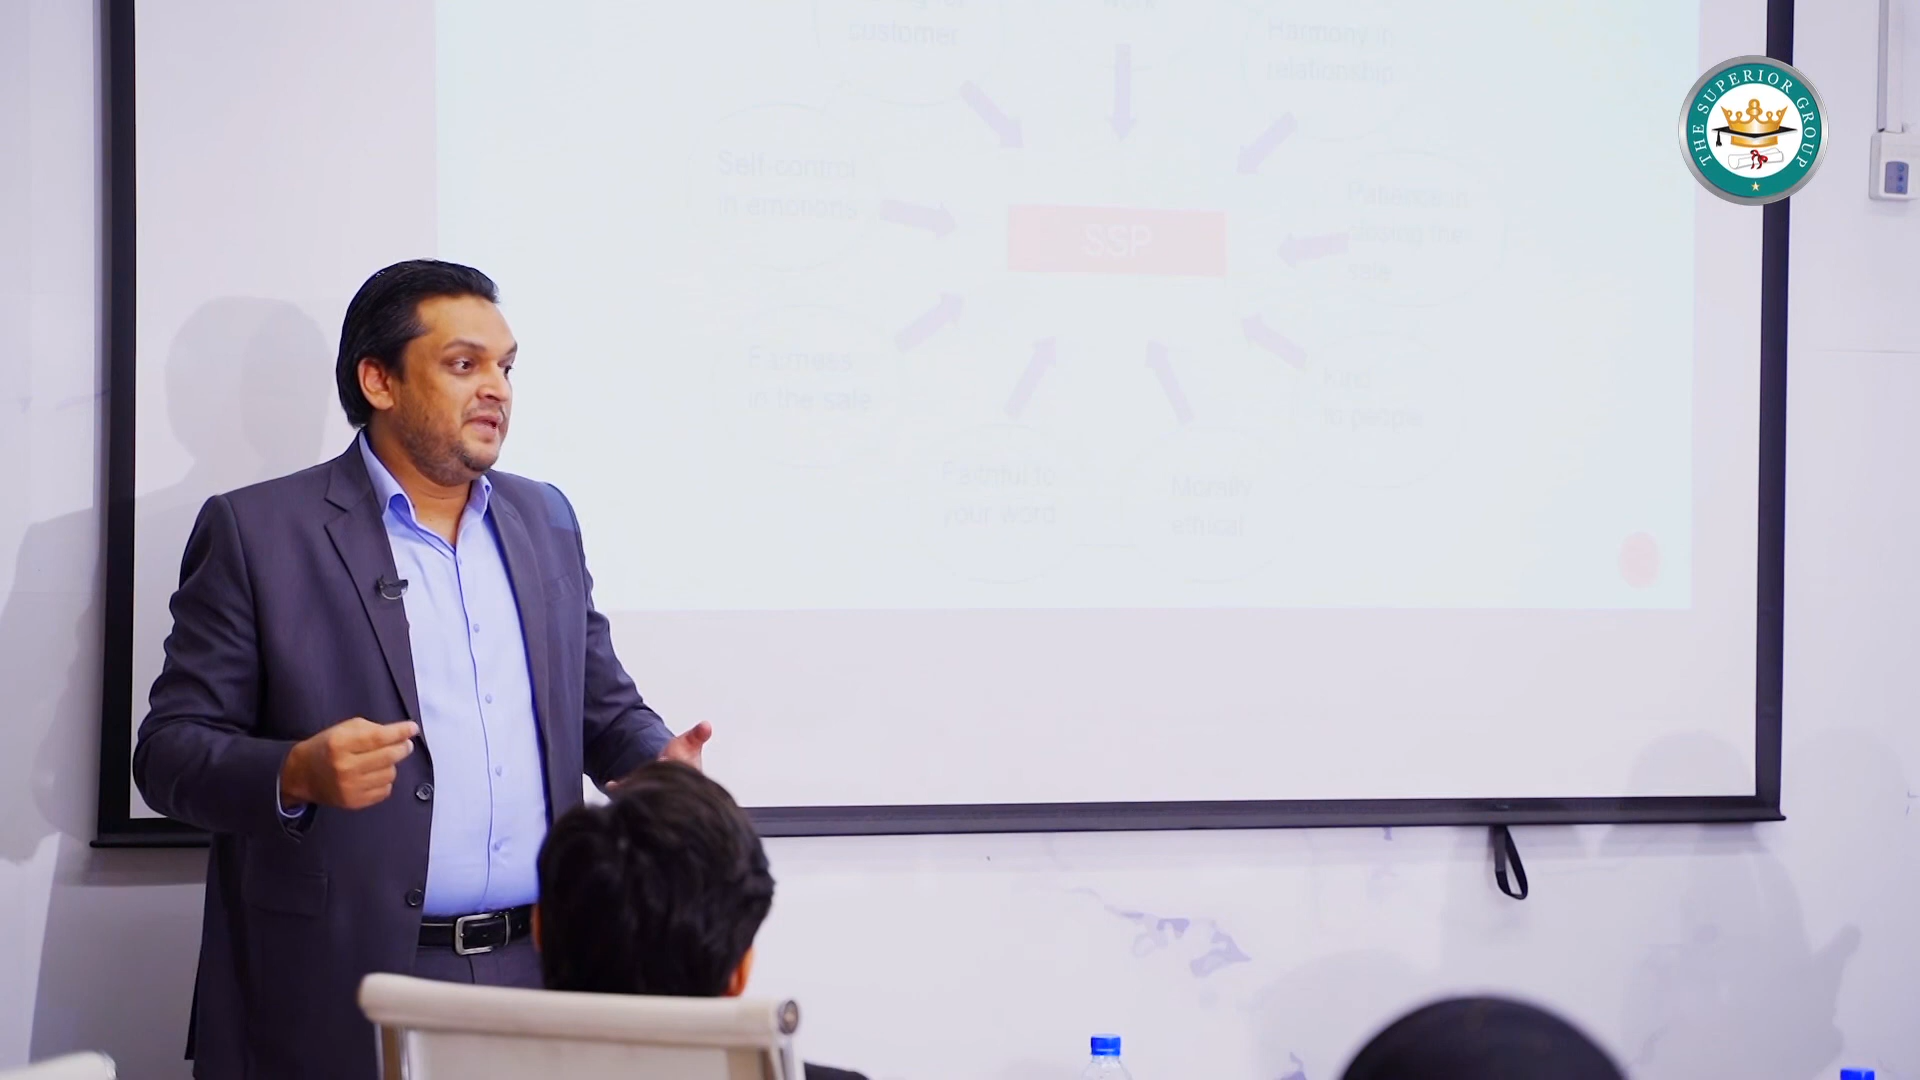 customer
work
Harmony in
relationship
THE SUPERIOR GROUP
Self-control
in emotions
SSP
Patience in
closing the
sale
Fairness
in the sale
Kind
to people
Faithful to
your word
Morally
ethical